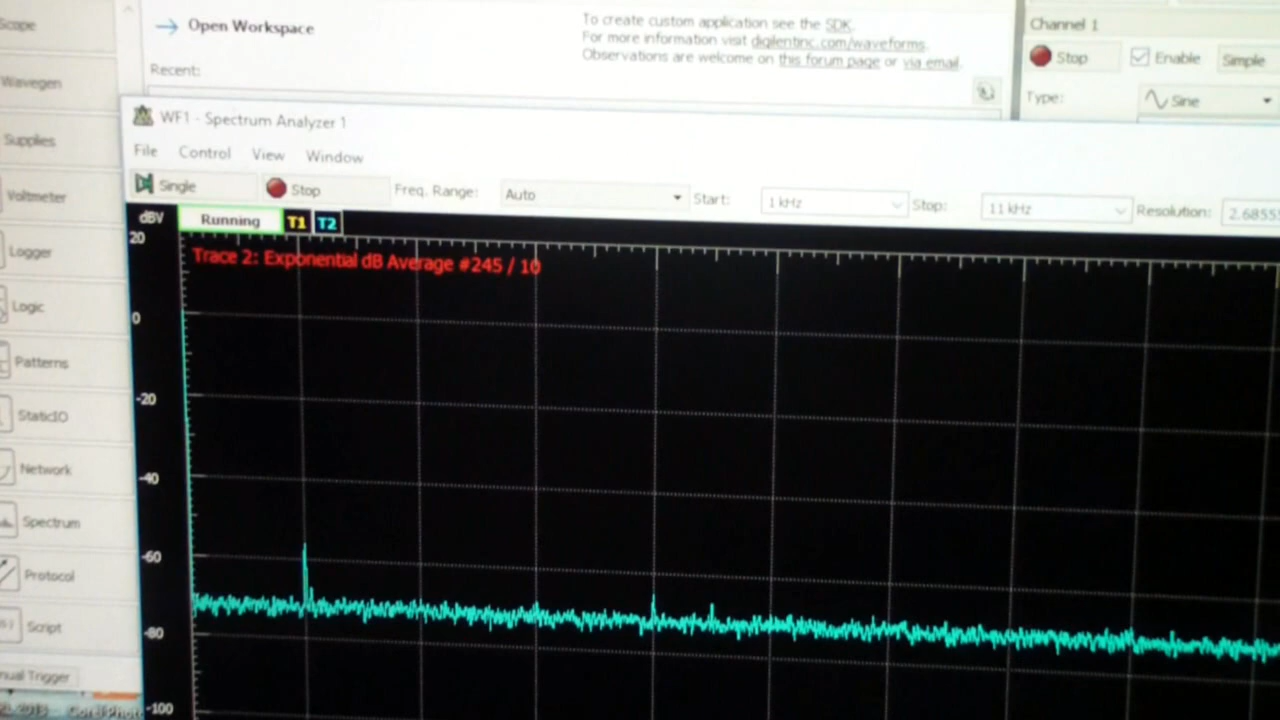 Scope
Wavegen
Supplies
Voltmeter
Logger
Logic
Patterns
StaticIO
Network
Spectrum
Protocol
Script
Manual Trigger
Open Workspace
Recent:
To create custom application see the SDK.
For more information visit digilentinc.com/waveforms.
Observations are welcome on this forum page or via email.
Channel 1
Stop
Enable
Simple
Type:
Sine
WF1 - Spectrum Analyzer 1
File Control View Window
Single Stop Freq. Range: Auto Start: 1 kHz Stop: 11 kHz Resolution: 2.6855
dBV Running T1 T2
Trace 2: Exponential dB Average #245 / 10
20
0
-20
-40
-60
-80
-100